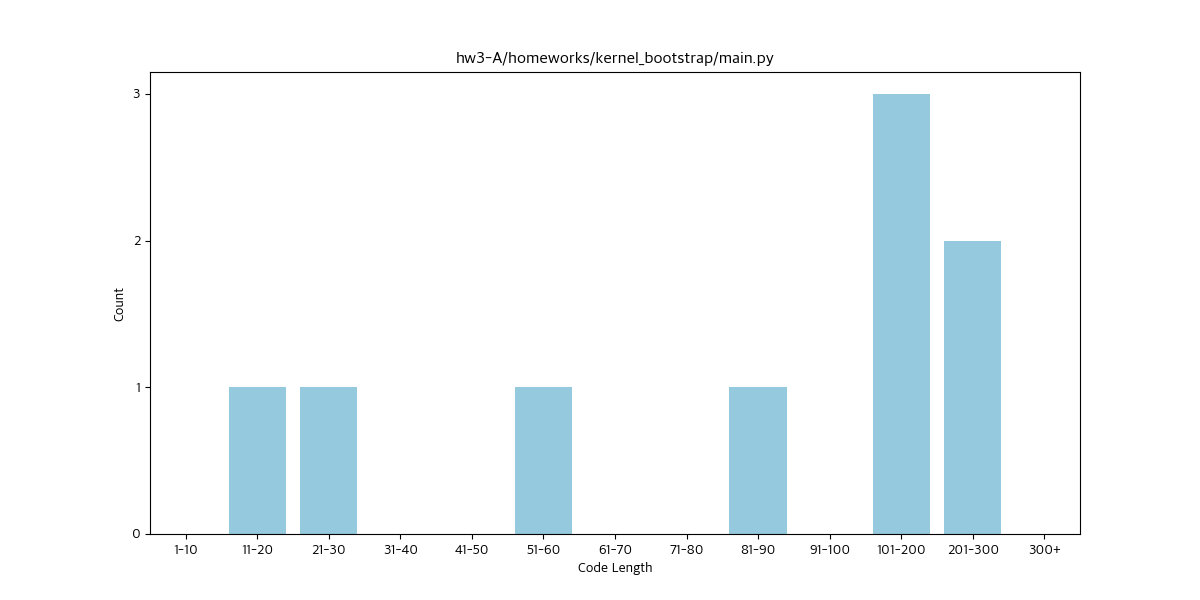 hw3-A/homeworks/kernel_bootstrap/main.py
3
2
1
0
Count
1-10 11-20 21-30 31-40 41-50 51-60 61-70 71-80 81-90 91-100 101-200 201-300 300+
Code Length